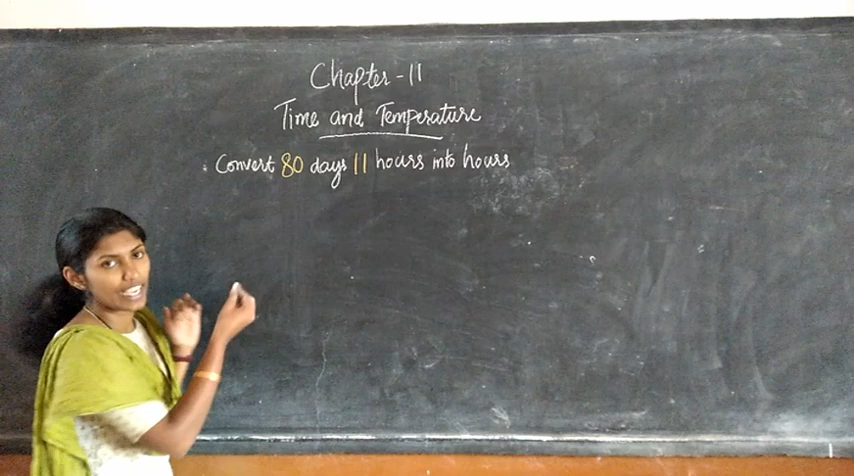 Chapter - 11
Time and Temperature
Convert 80 days 11 hours into hours